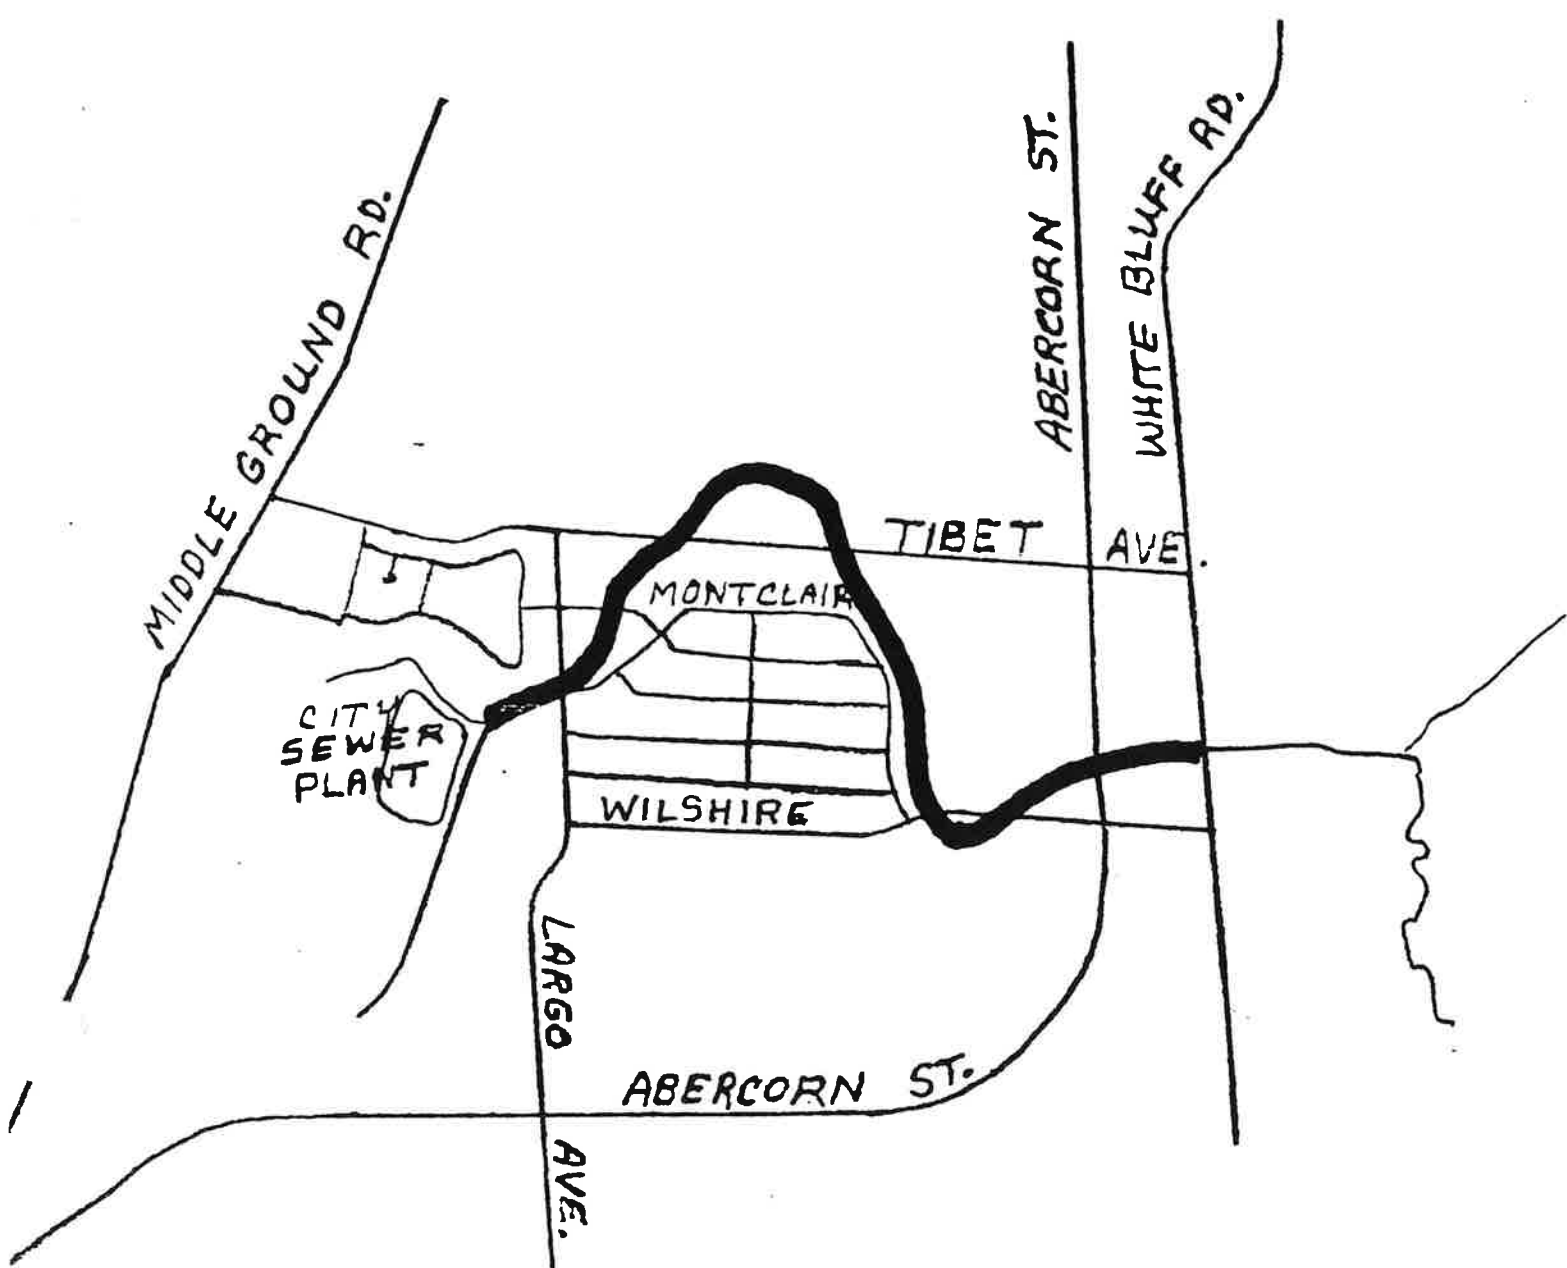 MIDDLE GROUND RD.
ABERCORN ST.
WHITE BLUFF RD.
TIBET AVE.
MONTCLAIR
CITY
SEWER
PLANT
WILSHIRE
LARGO AVE.
ABERCORN ST.